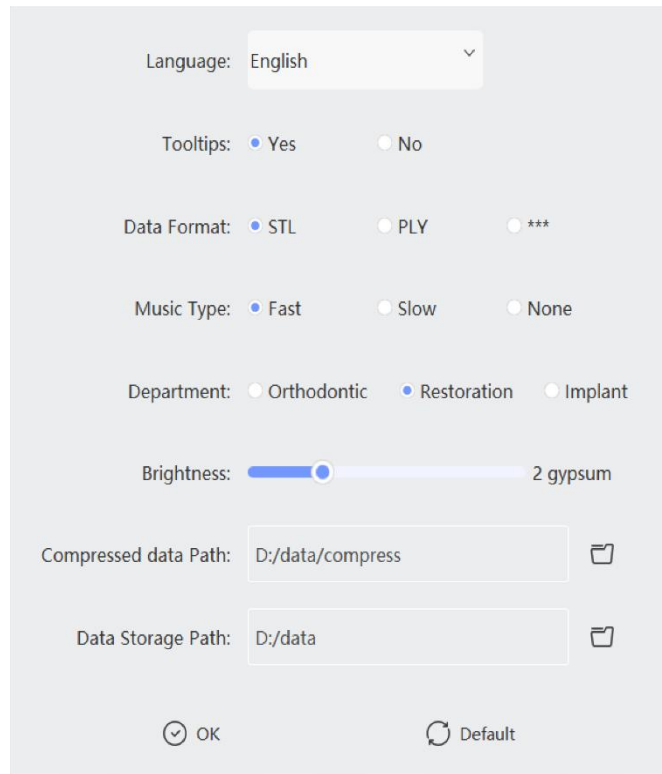 Language: English
Tooltips: Yes No
Data Format: STL PLY ***
Music Type: Fast Slow None
Department: Orthodontic Restoration Implant
Brightness: 2 gypsum
Compressed data Path: D:/data/compress
Data Storage Path: D:/data
OK Default